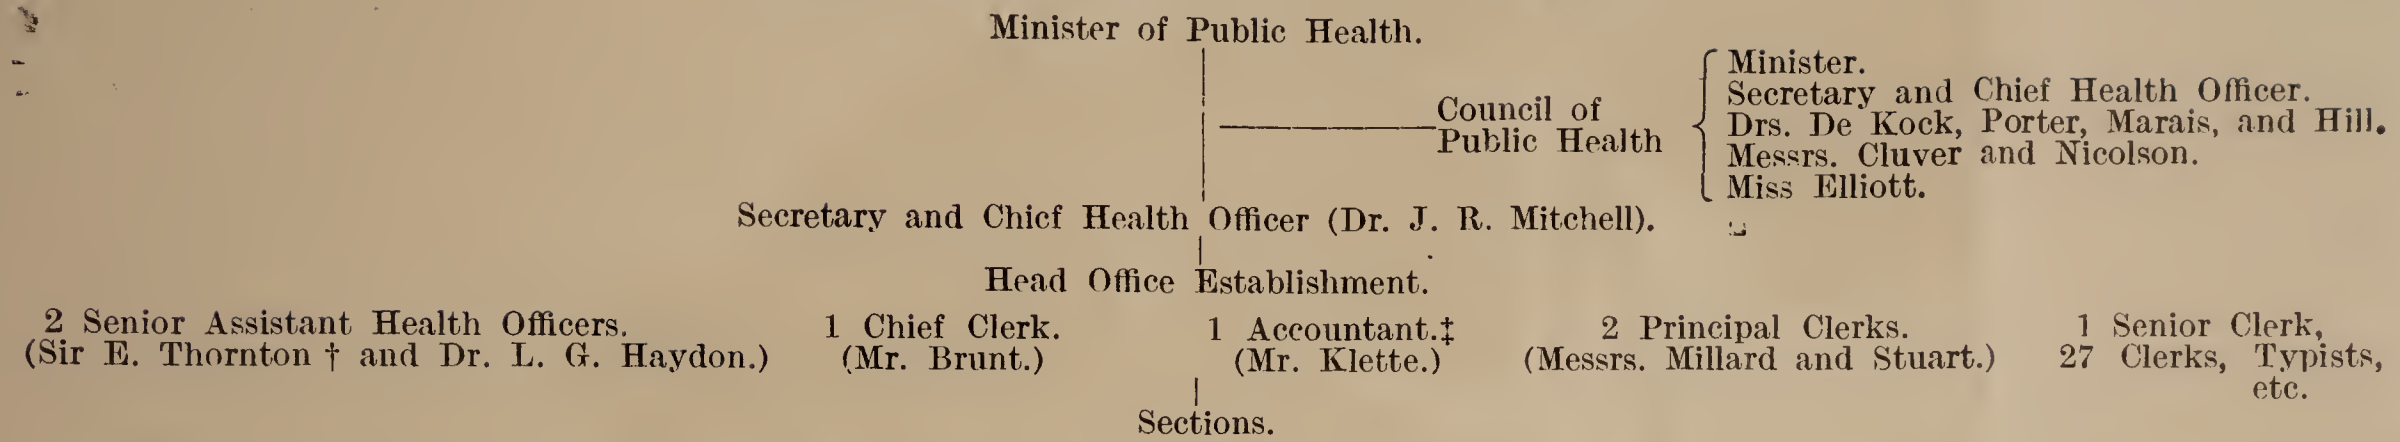 Minister of Public Health.
Council of
Public Health
Minister.
Secretary and Chief Health Officer.
Drs. De Kock, Porter, Marais, and Hill.
Messrs. Cluver and Nicolson.
Miss Elliott.
Secretary and Chief Health Officer (Dr. J. R. Mitchell).
Head Office Establishment.
2 Senior Assistant Health Officers.
(Sir E. Thornton † and Dr. L. G. Haydon.)
1 Chief Clerk.
(Mr. Brunt.)
1 Accountant.‡
(Mr. Klette.)
2 Principal Clerks.
(Messrs. Millard and Stuart.)
1 Senior Clerk,
27 Clerks, Typists,
etc.
Sections.